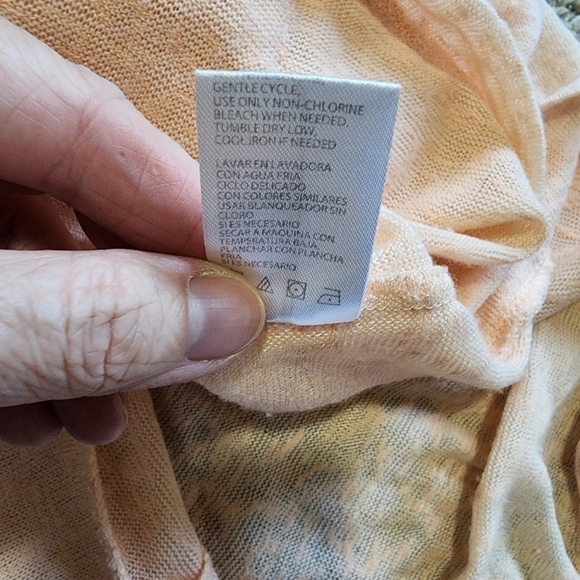 GENTLE CYCLE,
USE ONLY NON-CHLORINE
BLEACH WHEN NEEDED.
TUMBLE DRY LOW,
COOL IRON IF NEEDED
LAVAR EN LAVADORA
CON AGUA FRIA
CICLO DELICADO
CON COLORES SIMILARES
USAR BLANQUEADOR SIN
CLORO
SI ES NECESARIO
SECAR A MAQUINA CON
TEMPERATURA BAJA,
PLANCHAR CON PLANCHA
FRIA
SI ES NECESARIO